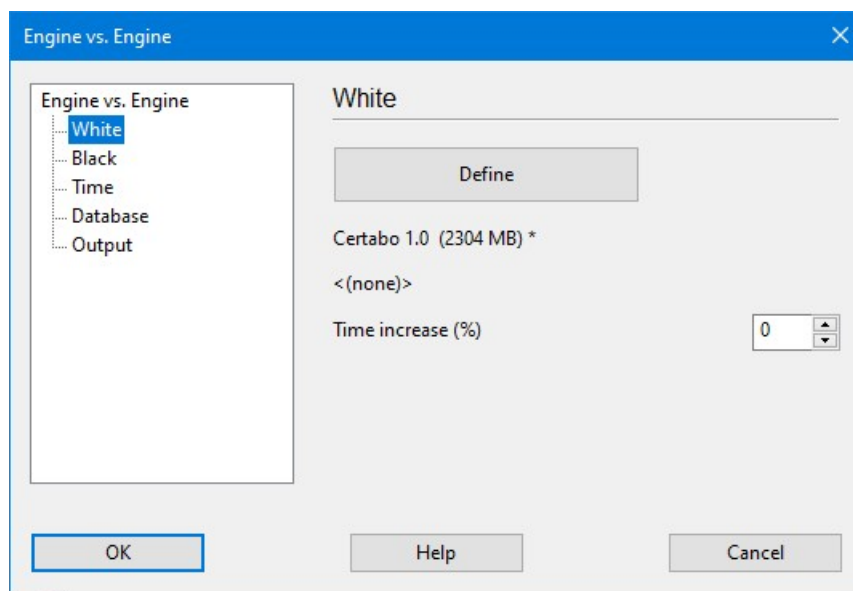 Engine vs. Engine
Engine vs. Engine
White
Black
Time
Database
Output
White
Define
Certabo 1.0 (2304 MB) *
<(none)>
Time increase (%)
0
OK
Help
Cancel